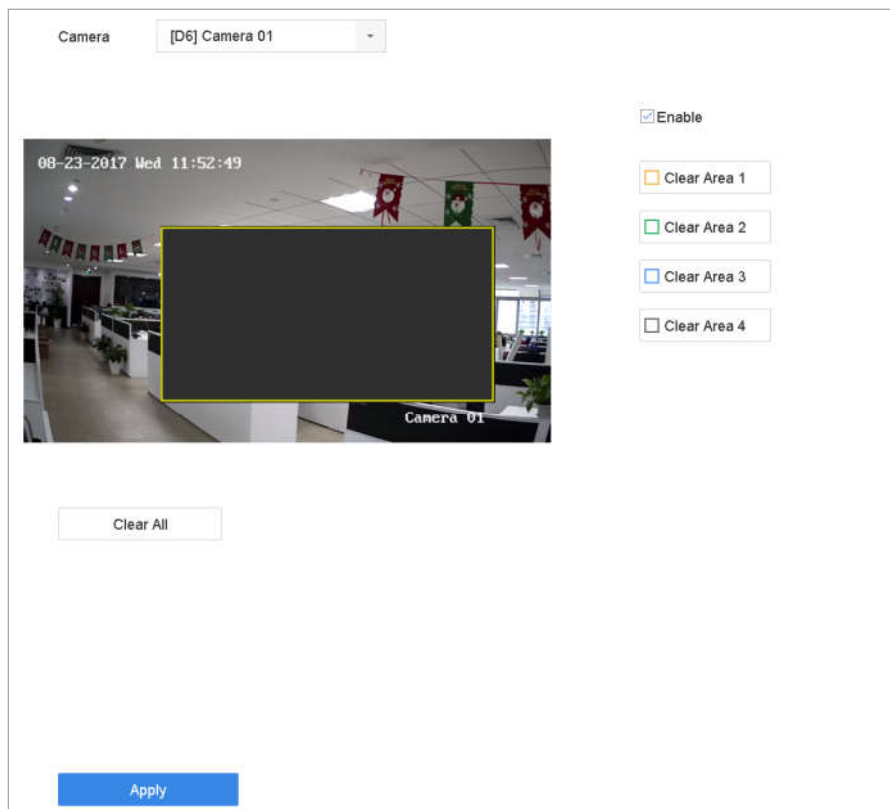 Camera
[D6] Camera 01
Enable
08-23-2017 Wed 11:52:49
Clear Area 1
Clear Area 2
Clear Area 3
Clear Area 4
Camera 01
Clear All
Apply